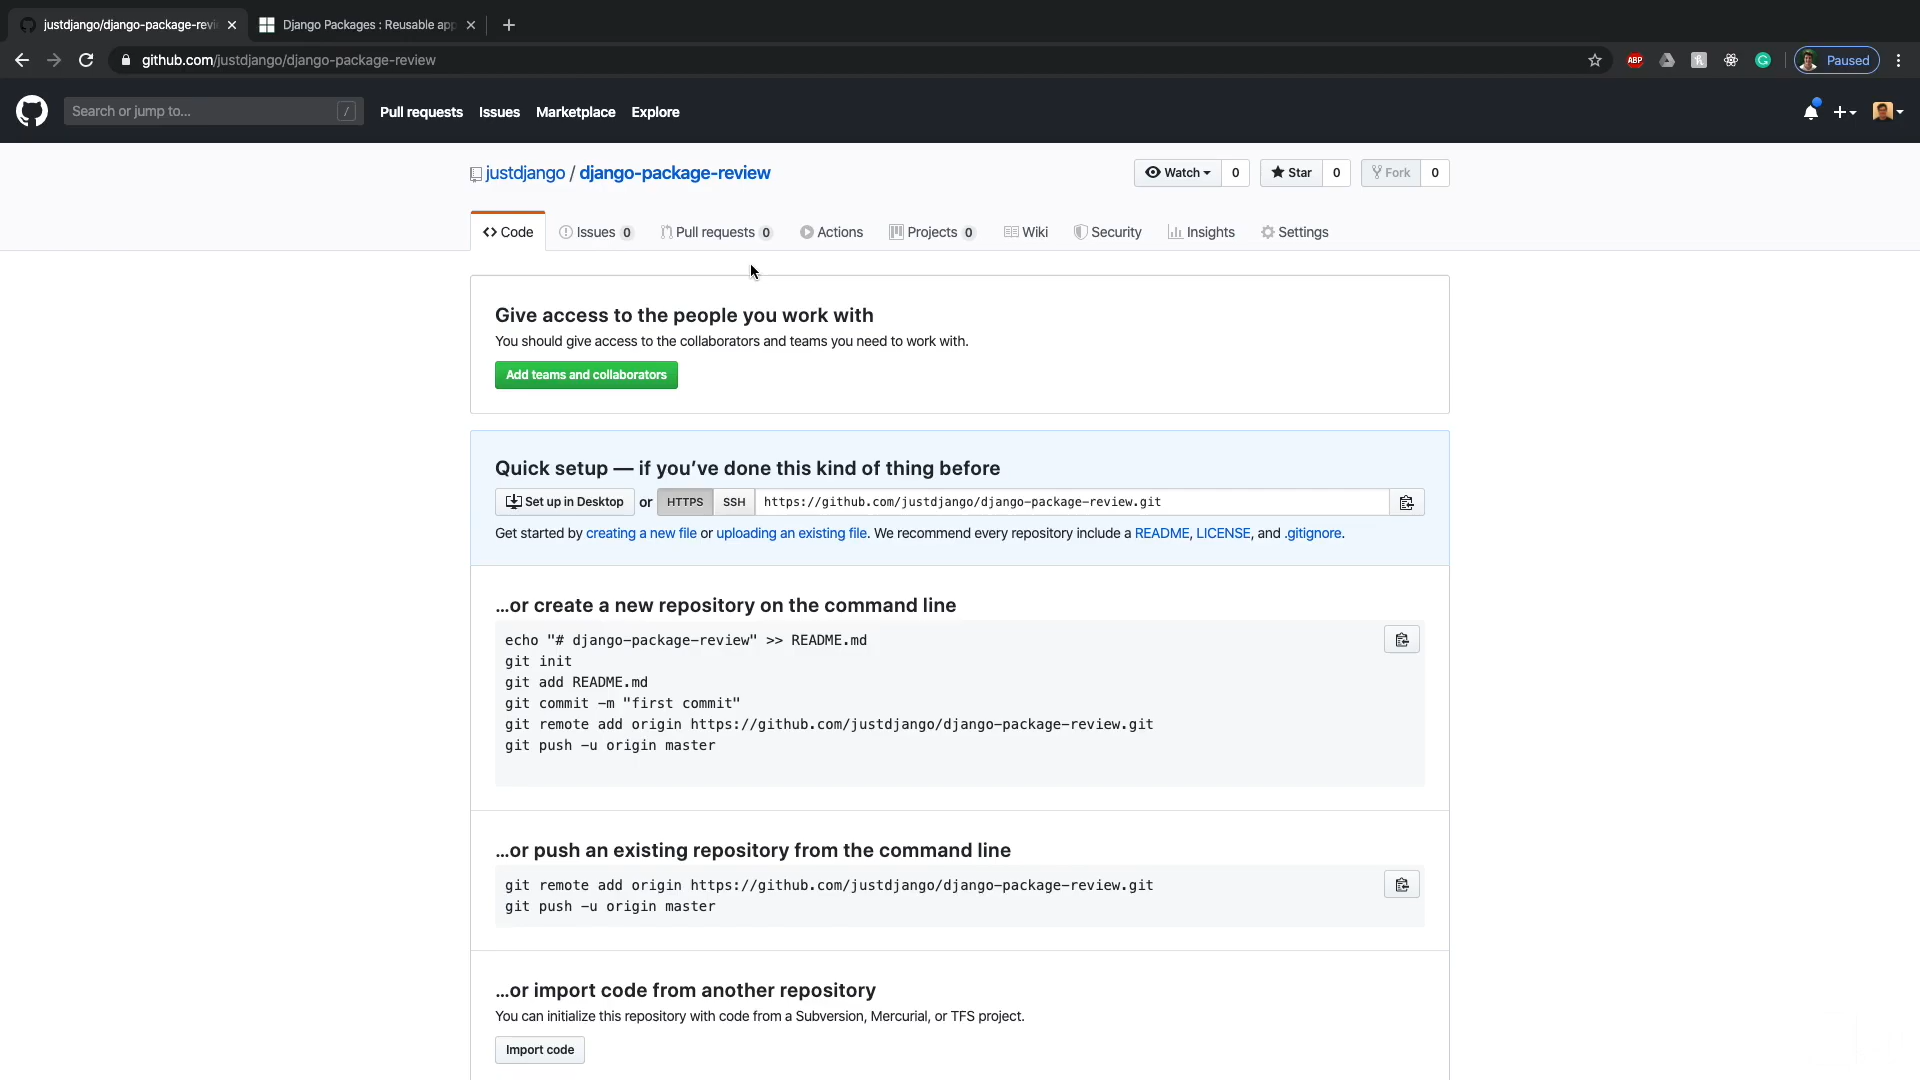 justdjango/django-package-revi
Django Packages : Reusable app
github.com/justdjango/django-package-review
ABP
Paused
Search or jump to...
/
Pull requests
Issues
Marketplace
Explore
justdjango / django-package-review
Watch
0
Star
0
Fork
0
<> Code
Issues 0
Pull requests 0
Actions
Projects 0
Wiki
Security
Insights
Settings
Give access to the people you work with
You should give access to the collaborators and teams you need to work with.
Add teams and collaborators
Quick setup — if you’ve done this kind of thing before
Set up in Desktop or HTTPS SSH https://github.com/justdjango/django-package-review.git
Get started by creating a new file or uploading an existing file. We recommend every repository include a README, LICENSE, and .gitignore.
…or create a new repository on the command line
echo "# django-package-review" >> README.md
git init
git add README.md
git commit -m "first commit"
git remote add origin https://github.com/justdjango/django-package-review.git
git push -u origin master
…or push an existing repository from the command line
git remote add origin https://github.com/justdjango/django-package-review.git
git push -u origin master
…or import code from another repository
You can initialize this repository with code from a Subversion, Mercurial, or TFS project.
Import code